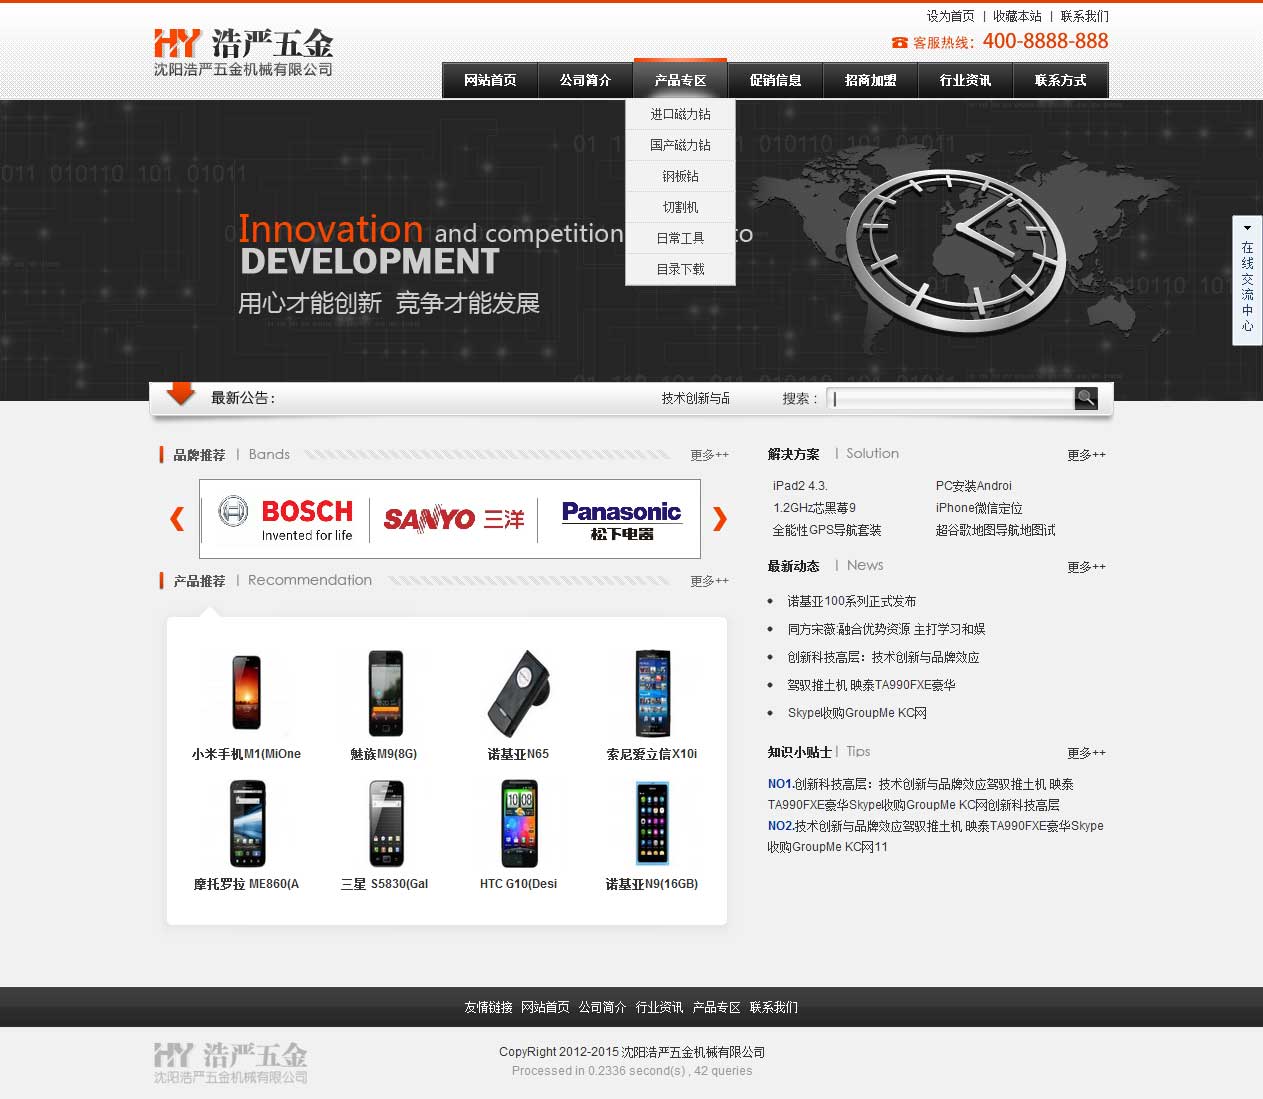 设为首页 | 收藏本站 | 联系我们
HY 浩严五金
沈阳浩严五金机械有限公司
客服热线: 400-8888-888
网站首页 公司简介 产品专区 促销信息 招商加盟 行业资讯 联系方式
进口磁力钻
国产磁力钻
钢板钻
切割机
日常工具
目录下载
Innovation and competition to
DEVELOPMENT
用心才能创新 竞争才能发展
在线交流中心
最新公告: 技术创新与品 搜索:
品牌推荐 | Bands 更多++
BOSCH
Invented for life
SANYO 三洋
Panasonic
松下电器
产品推荐 | Recommendation 更多++
小米手机M1(MiOne 魅族M9(8G) 诺基亚N65 索尼爱立信X10i
摩托罗拉 ME860(A 三星 S5830(Gal HTC G10(Desi 诺基亚N9(16GB)
解决方案 | Solution 更多++
iPad2 4.3. PC安装Androi
1.2GHz芯黑莓9 iPhone微信定位
全能性GPS导航套装 超谷歌地图导航地图试
最新动态 | News 更多++
诺基亚100系列正式发布
同方宋薇:融合优势资源 主打学习和娱
创新科技高层: 技术创新与品牌效应
驾驭推土机 映泰TA990FXE豪华
Skype收购GroupMe KC网
知识小贴士 | Tips 更多++
NO1.创新科技高层: 技术创新与品牌效应驾驭推土机 映泰
TA990FXE豪华Skype收购GroupMe KC网创新科技高层
NO2.技术创新与品牌效应驾驭推土机 映泰TA990FXE豪华Skype
收购GroupMe KC网11
友情链接 网站首页 公司简介 行业资讯 产品专区 联系我们
HY 浩严五金
沈阳浩严五金机械有限公司
CopyRight 2012-2015 沈阳浩严五金机械有限公司
Processed in 0.2336 second(s) , 42 queries